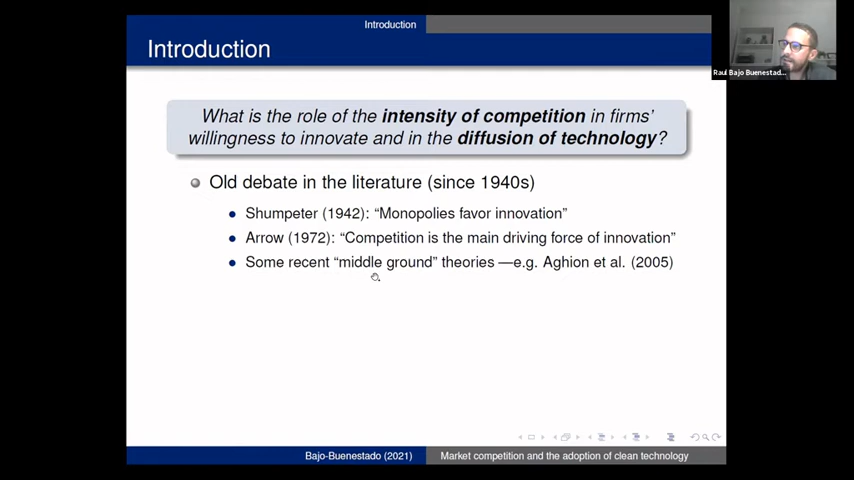 Introduction
Introduction
What is the role of the intensity of competition in firms'
willingness to innovate and in the diffusion of technology?
Old debate in the literature (since 1940s)
Shumpeter (1942): “Monopolies favor innovation”
Arrow (1972): “Competition is the main driving force of innovation”
Some recent “middle ground” theories —e.g. Aghion et al. (2005)
Bajo-Buenestado (2021)
Market competition and the adoption of clean technology
Raul Bajo Buenestad...